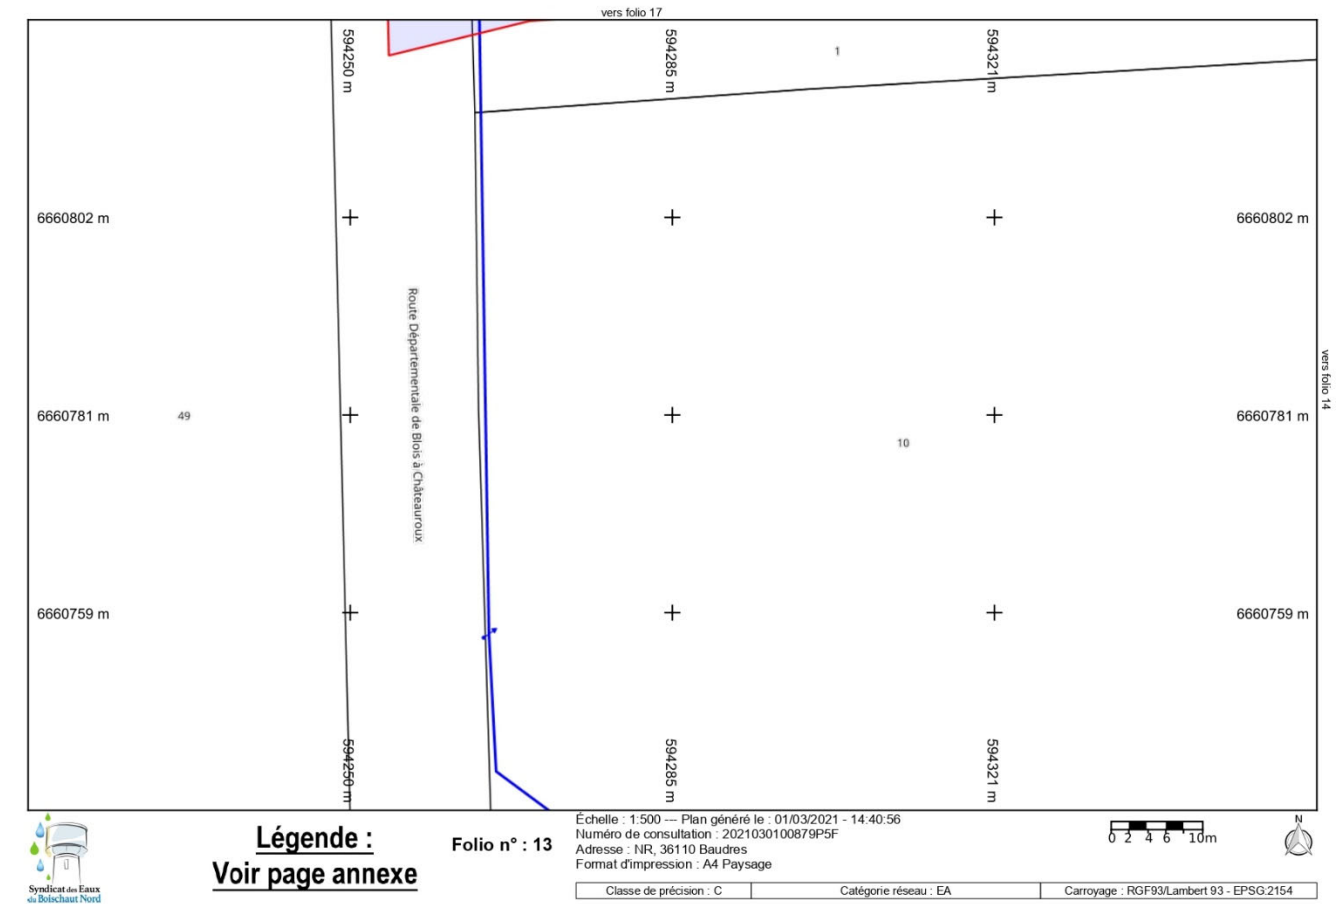 vers folio 17
594250 m
594285 m
594321 m
1
6660802 m
6660802 m
Route Départementale de Blois à Châteauroux
vers folio 14
6660781 m
49
6660781 m
10
6660759 m
6660759 m
594250 m
594285 m
594321 m
Syndicat des Eaux
du Boischaut Nord
Légende :
Voir page annexe
Folio n° : 13
Échelle : 1:500 --- Plan généré le : 01/03/2021 - 14:40:56
Numéro de consultation : 2021030100879P5F
Adresse : NR, 36110 Baudres
Format d'impression : A4 Paysage
Classe de précision : C
Catégorie réseau : EA
Carroyage : RGF93/Lambert 93 - EPSG:2154
0 2 4 6 10m
N